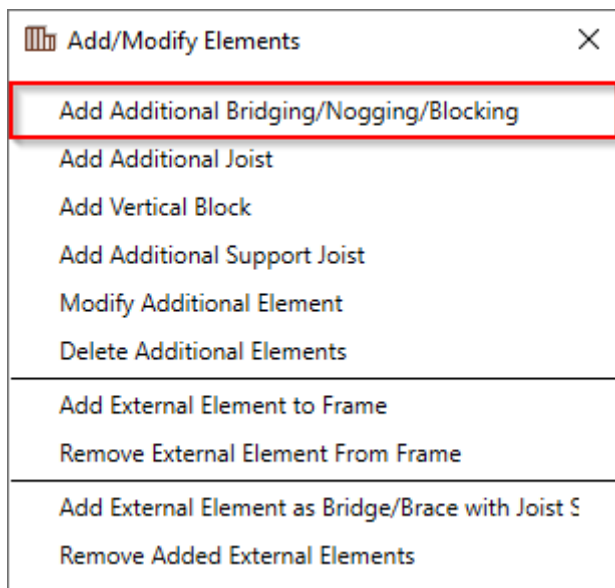 Add/Modify Elements
Add Additional Bridging/Nogging/Blocking
Add Additional Joist
Add Vertical Block
Add Additional Support Joist
Modify Additional Element
Delete Additional Elements
Add External Element to Frame
Remove External Element From Frame
Add External Element as Bridge/Brace with Joist S
Remove Added External Elements